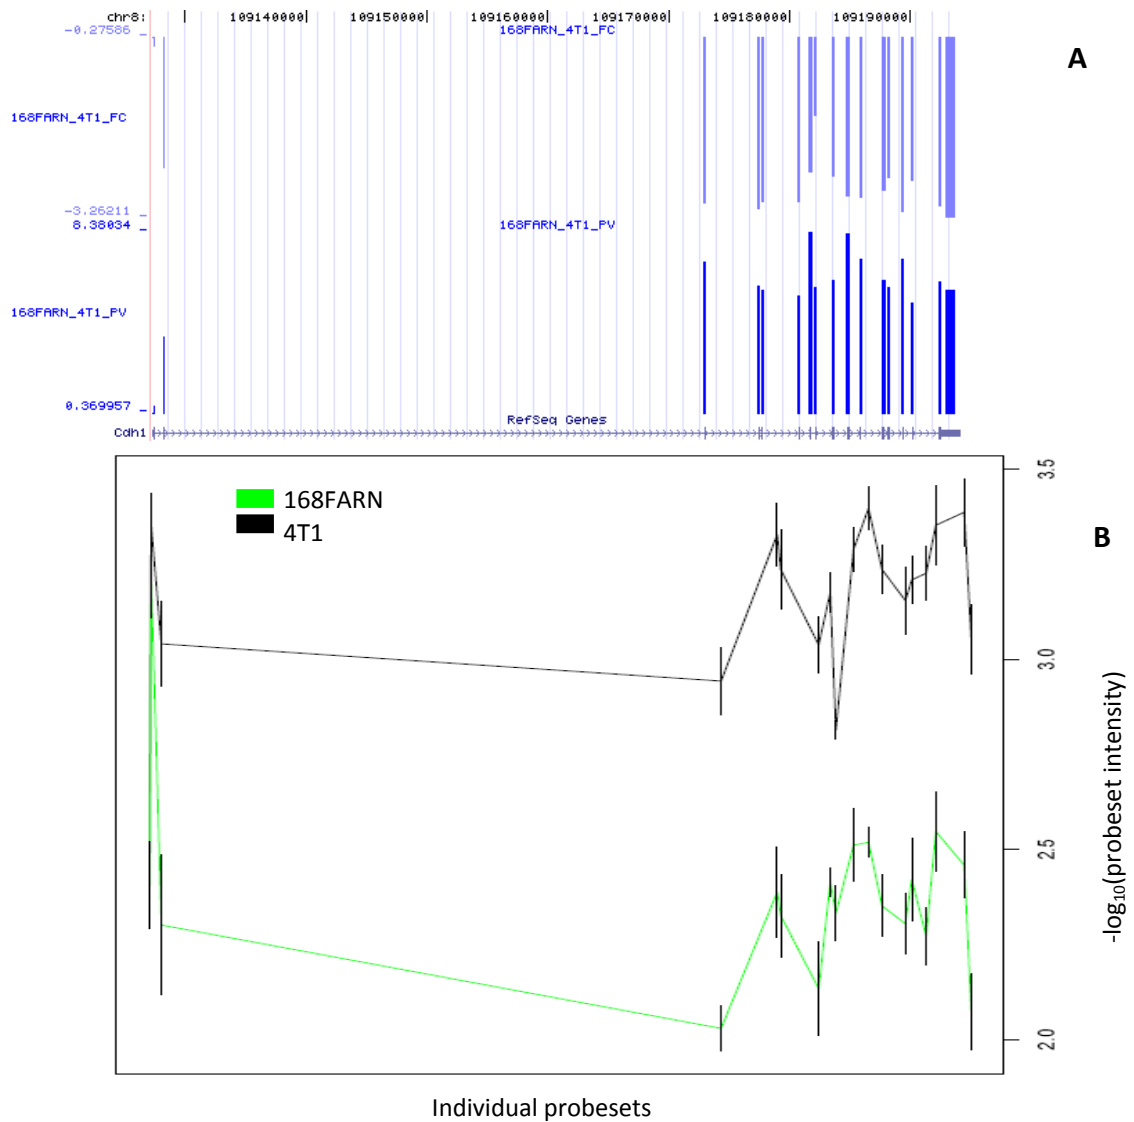 chr8: 109140000 109150000 109160000 109170000 109180000 109190000
-0.27586 168FARN_4T1_FC
A
168FARN_4T1_FC
-3.26211
8.38034 168FARN_4T1_PV
168FARN_4T1_PV
0.369957
RefSeq Genes
Cdh1
168FARN
4T1
B
3.5
3.0
2.5
2.0
-log10(probeset intensity)
Individual probesets